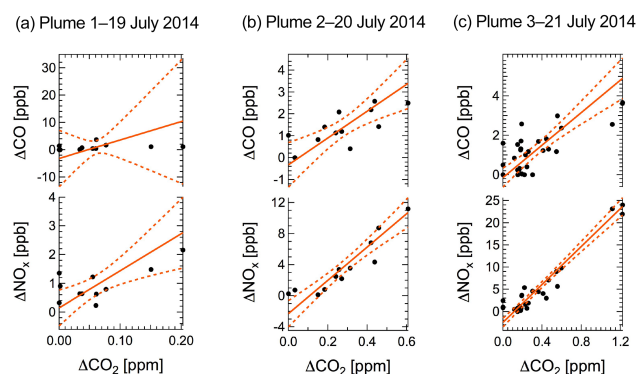 (a) Plume 1–19 July 2014
(b) Plume 2–20 July 2014
(c) Plume 3–21 July 2014
ΔCO [ppb]
30
20
10
0
-10
ΔCO [ppb]
4
3
2
1
0
-1
ΔCO [ppb]
6
4
2
0
ΔNOx [ppb]
4
3
2
1
0
ΔNOx [ppb]
12
8
4
0
-4
ΔNOx [ppb]
25
20
15
10
5
0
0.00 0.10 0.20
0.0 0.2 0.4 0.6
0.0 0.4 0.8 1.2
ΔCO2 [ppm]
ΔCO2 [ppm]
ΔCO2 [ppm]